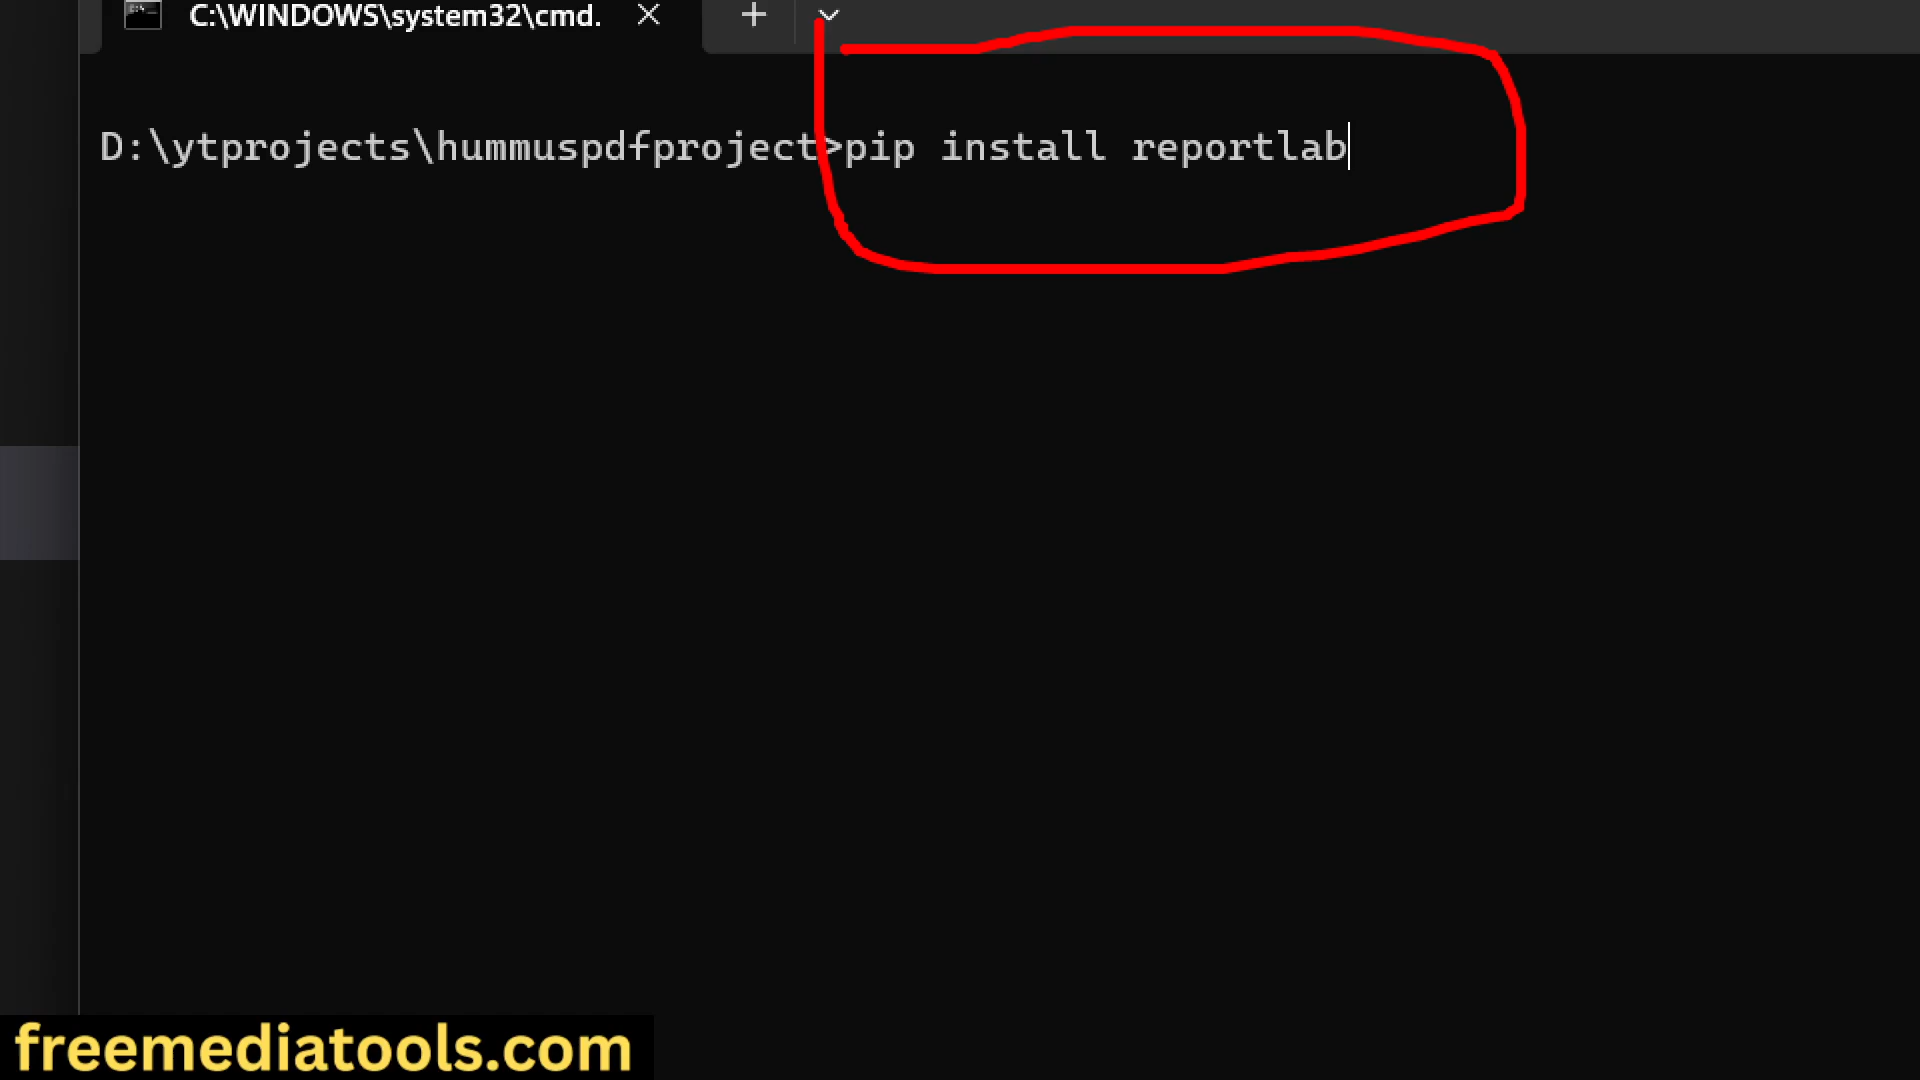 C:\WINDOWS\system32\cmd.
D:\ytprojects\hummuspdfproject>pip install reportlab
freemediatools.com